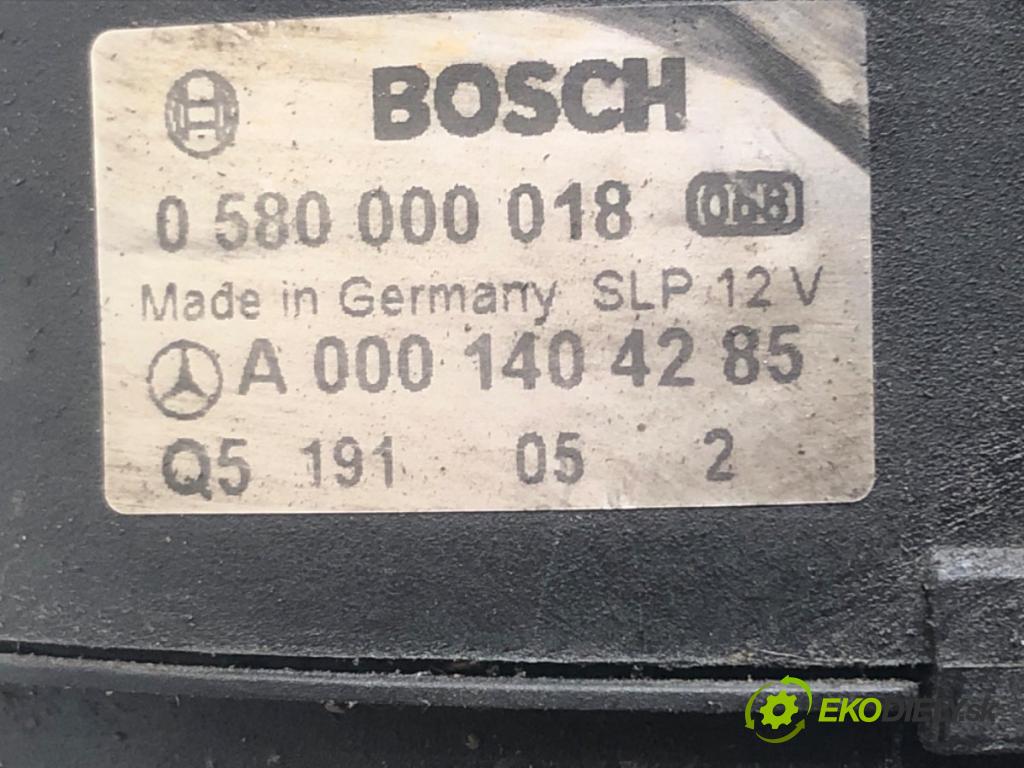 BOSCH
0 580 000 018 068
Made in Germany SLP 12 V
A 000 140 42 85
Q5 191 05 2
EKODIELY.sk